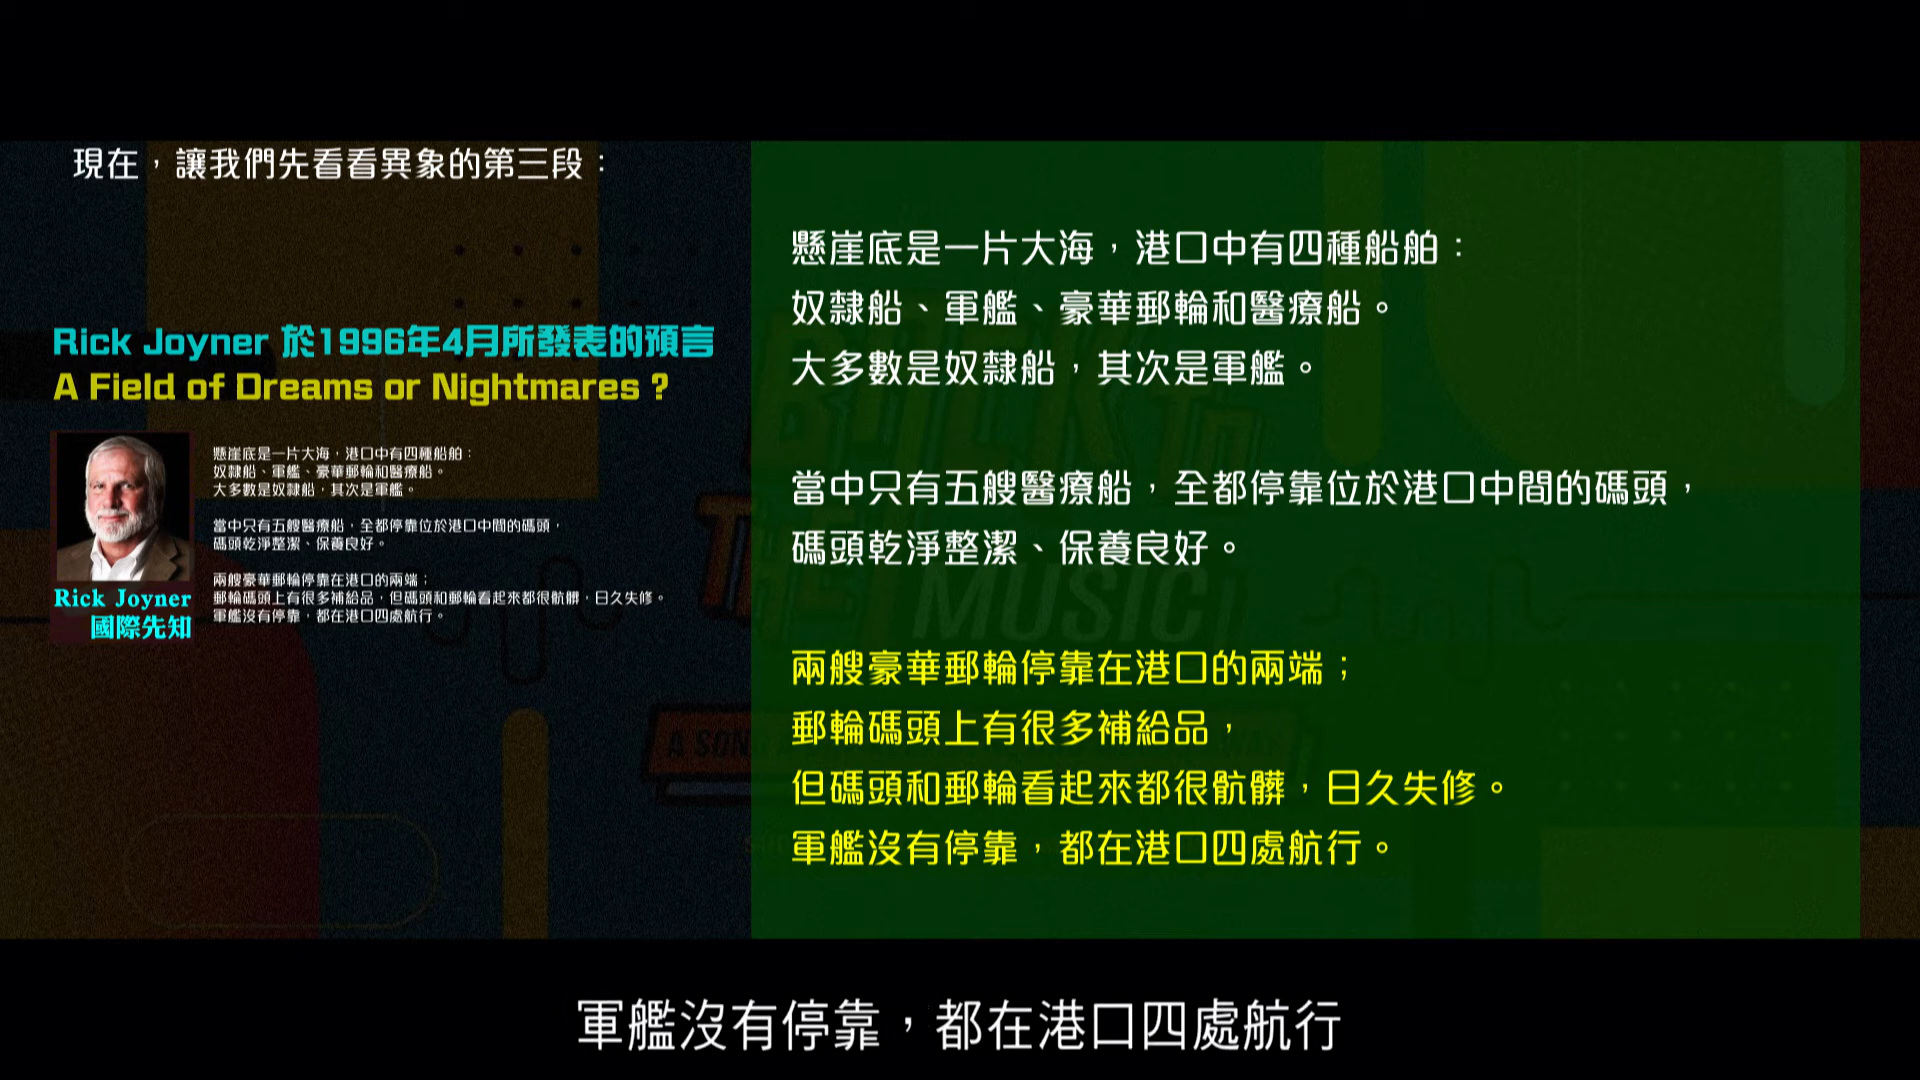 現在，讓我們先看看異象的第三段：
Rick Joyner 於1996年4月所發表的預言
A Field of Dreams or Nightmares ?
懸崖底是一片大海，港口中有四種船舶：
奴隸船、軍艦、豪華郵輪和醫療船。
大多數是奴隸船，其次是軍艦。
當中只有五艘醫療船，全都停靠位於港口中間的碼頭，
碼頭乾淨整潔、保養良好。
兩艘豪華郵輪停靠在港口的兩端；
郵輪碼頭上有很多補給品，但碼頭和郵輪看起來都很骯髒，日久失修。
軍艦沒有停靠，都在港口四處航行。
Rick Joyner
國際先知
懸崖底是一片大海，港口中有四種船舶：
奴隸船、軍艦、豪華郵輪和醫療船。
大多數是奴隸船，其次是軍艦。
當中只有五艘醫療船，全都停靠位於港口中間的碼頭，
碼頭乾淨整潔、保養良好。
兩艘豪華郵輪停靠在港口的兩端；
郵輪碼頭上有很多補給品，
但碼頭和郵輪看起來都很骯髒，日久失修。
軍艦沒有停靠，都在港口四處航行。
MUSIC
A SON
軍艦沒有停靠，都在港口四處航行